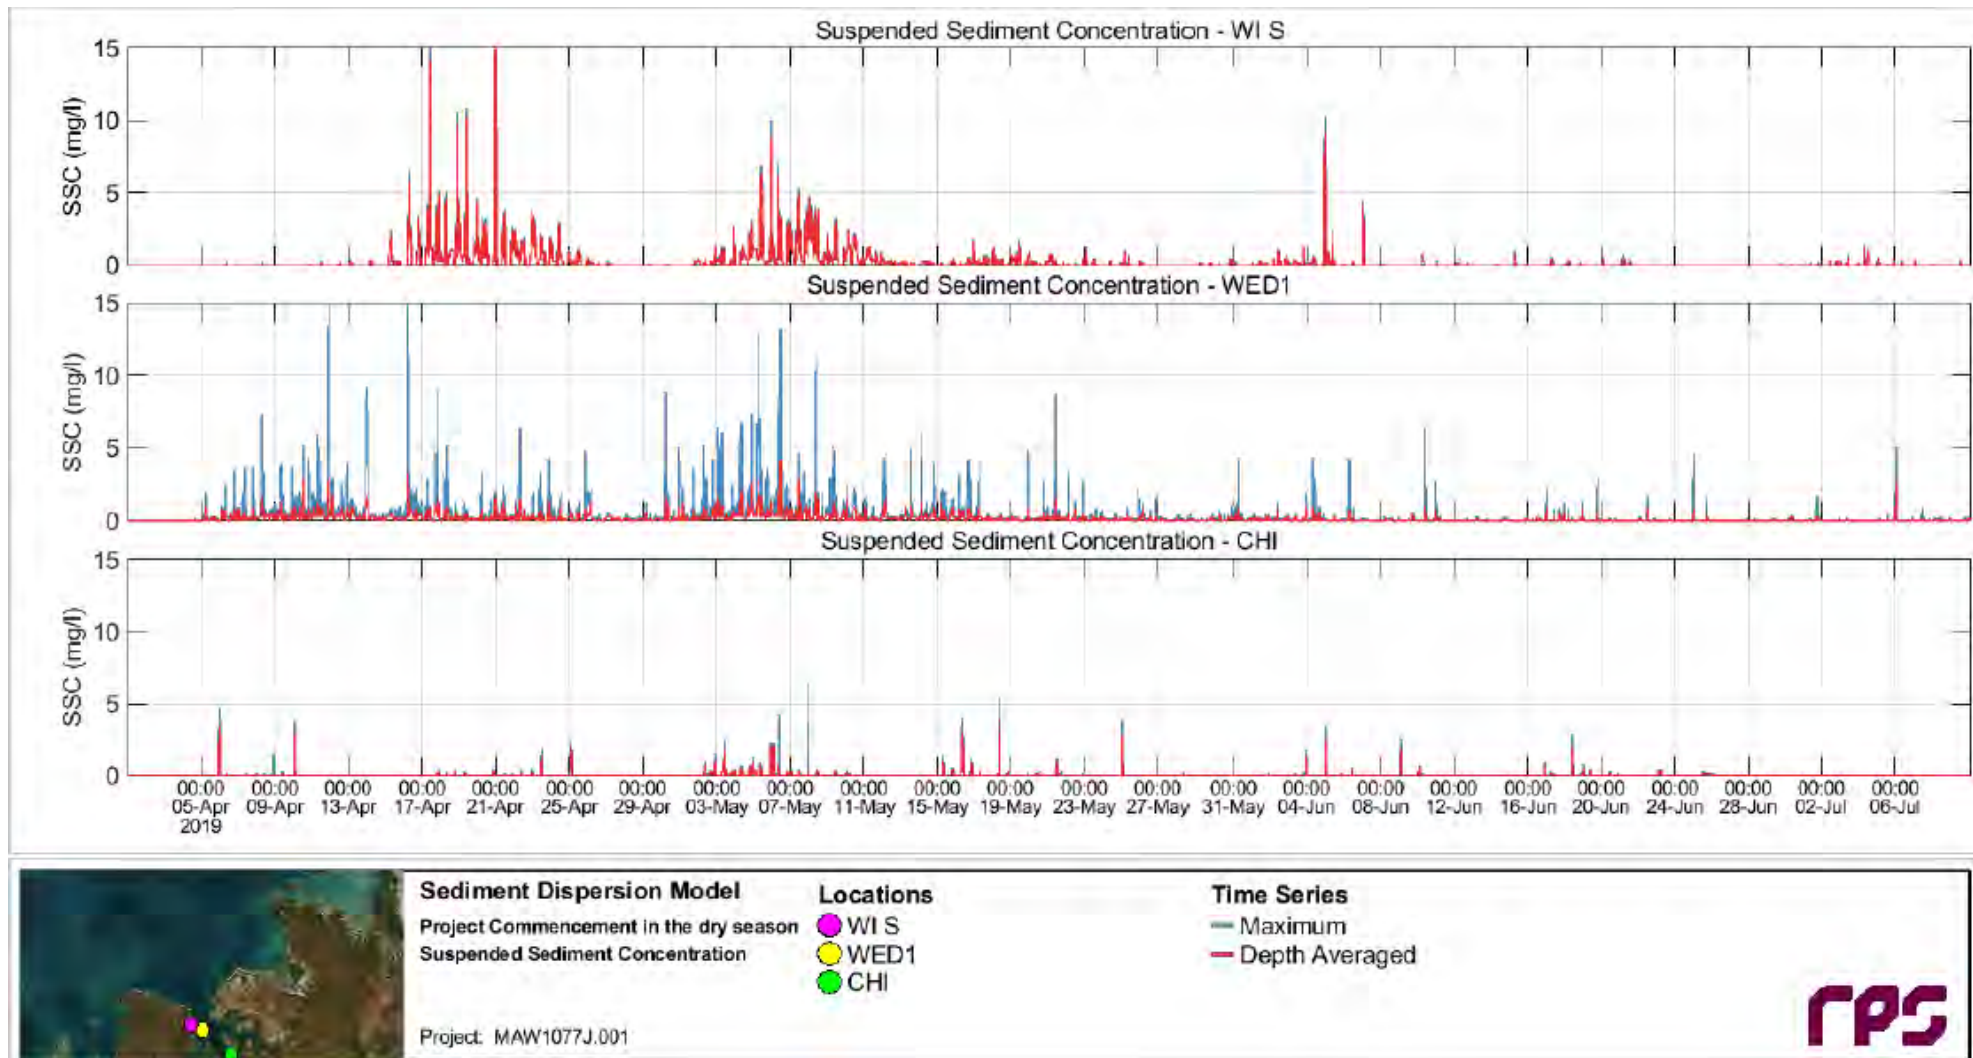 Suspended Sediment Concentration - WI S
15
10
5
0
SSC (mg/l)
Suspended Sediment Concentration - WED1
15
10
5
0
SSC (mg/l)
Suspended Sediment Concentration - CHI
15
10
5
0
SSC (mg/l)
00:00 00:00 00:00 00:00 00:00 00:00 00:00 00:00 00:00 00:00 00:00 00:00 00:00 00:00 00:00 00:00 00:00 00:00 00:00 00:00 00:00 00:00 00:00 00:00
05-Apr 09-Apr 13-Apr 17-Apr 21-Apr 25-Apr 29-Apr 03-May 07-May 11-May 15-May 19-May 23-May 27-May 31-May 04-Jun 08-Jun 12-Jun 16-Jun 20-Jun 24-Jun 28-Jun 02-Jul 06-Jul
2019
Sediment Dispersion Model
Project Commencement in the dry season
Suspended Sediment Concentration
Project: MAW1077J.001
Locations
WI S
WED1
CHI
Time Series
Maximum
Depth Averaged
rps